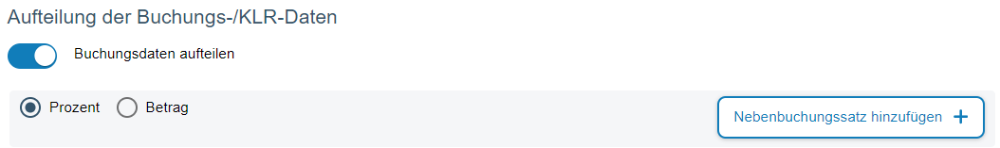 Aufteilung der Buchungs-/KLR-Daten
Buchungsdaten aufteilen
Prozent Betrag Nebenbuchungssatz hinzufügen +